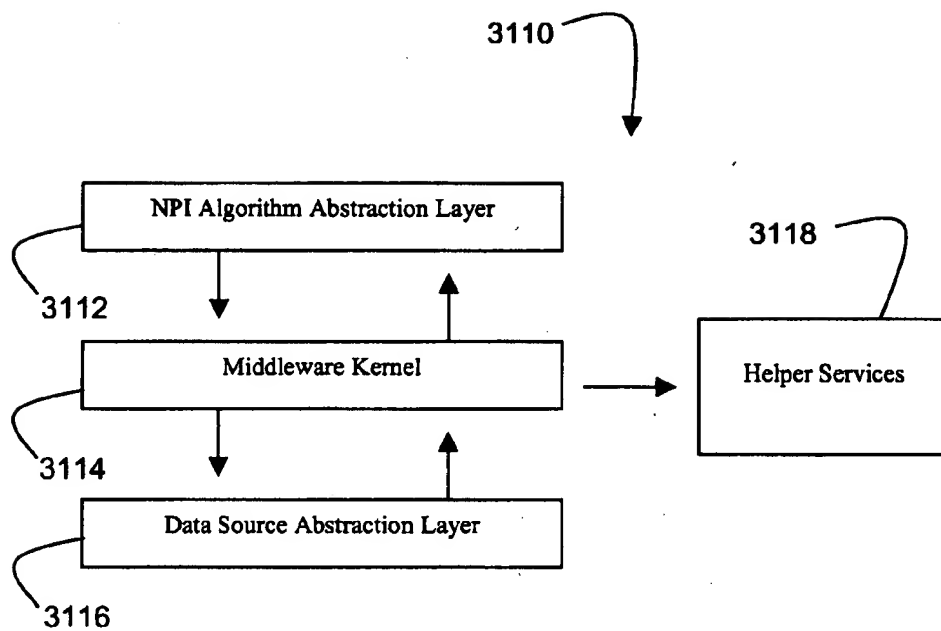 3110
NPI Algorithm Abstraction Layer
3118
3112
Middleware Kernel
Helper Services
3114
Data Source Abstraction Layer
3116